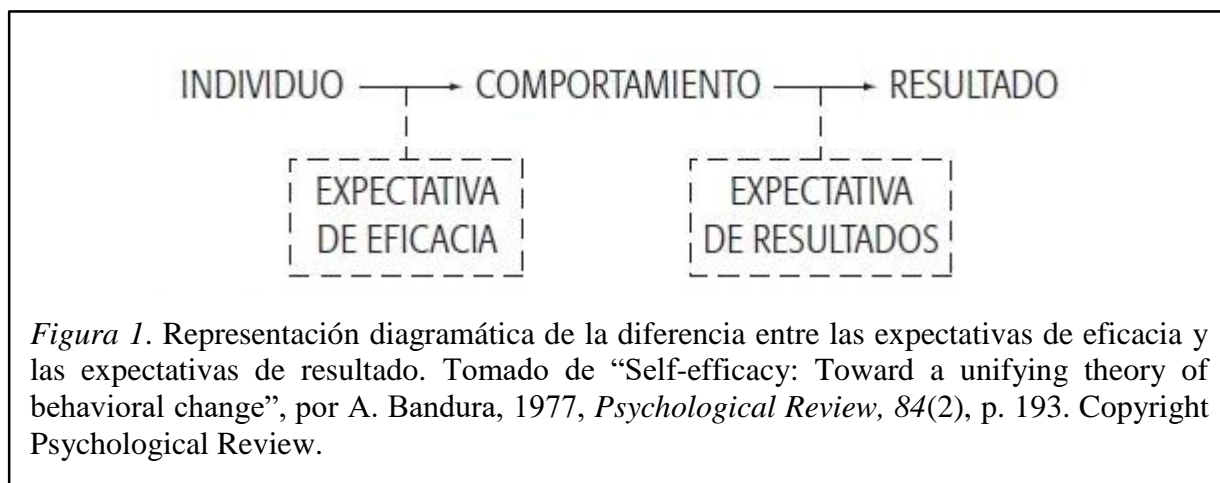 INDIVIDUO COMPORTAMIENTO RESULTADO
EXPECTATIVA
DE EFICACIA
EXPECTATIVA
DE RESULTADOS
Figura 1. Representación diagramática de la diferencia entre las expectativas de eficacia y
las expectativas de resultado. Tomado de “Self-efficacy: Toward a unifying theory of
behavioral change”, por A. Bandura, 1977, Psychological Review, 84(2), p. 193. Copyright
Psychological Review.